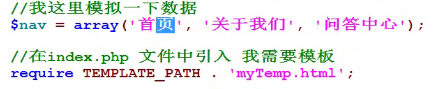 //我这里模拟一下数据
$nav = array('首页', '关于我们', '问答中心');
//在index.php 文件中引入 我需要模板
require TEMPLATE_PATH . 'myTemp.html';